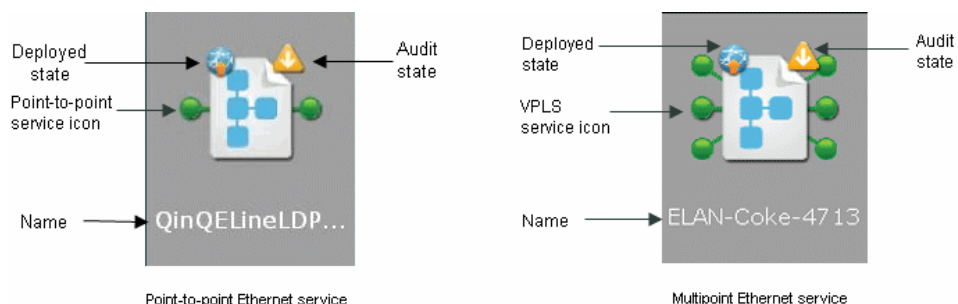 Deployed
state
Audit
state
Point-to-point
service icon
Name
QinQELineLDP...
Point-to-point Ethernet service
Deployed
state
Audit
state
VPLS
service icon
Name
ELAN-Coke-4713
Multipoint Ethernet service